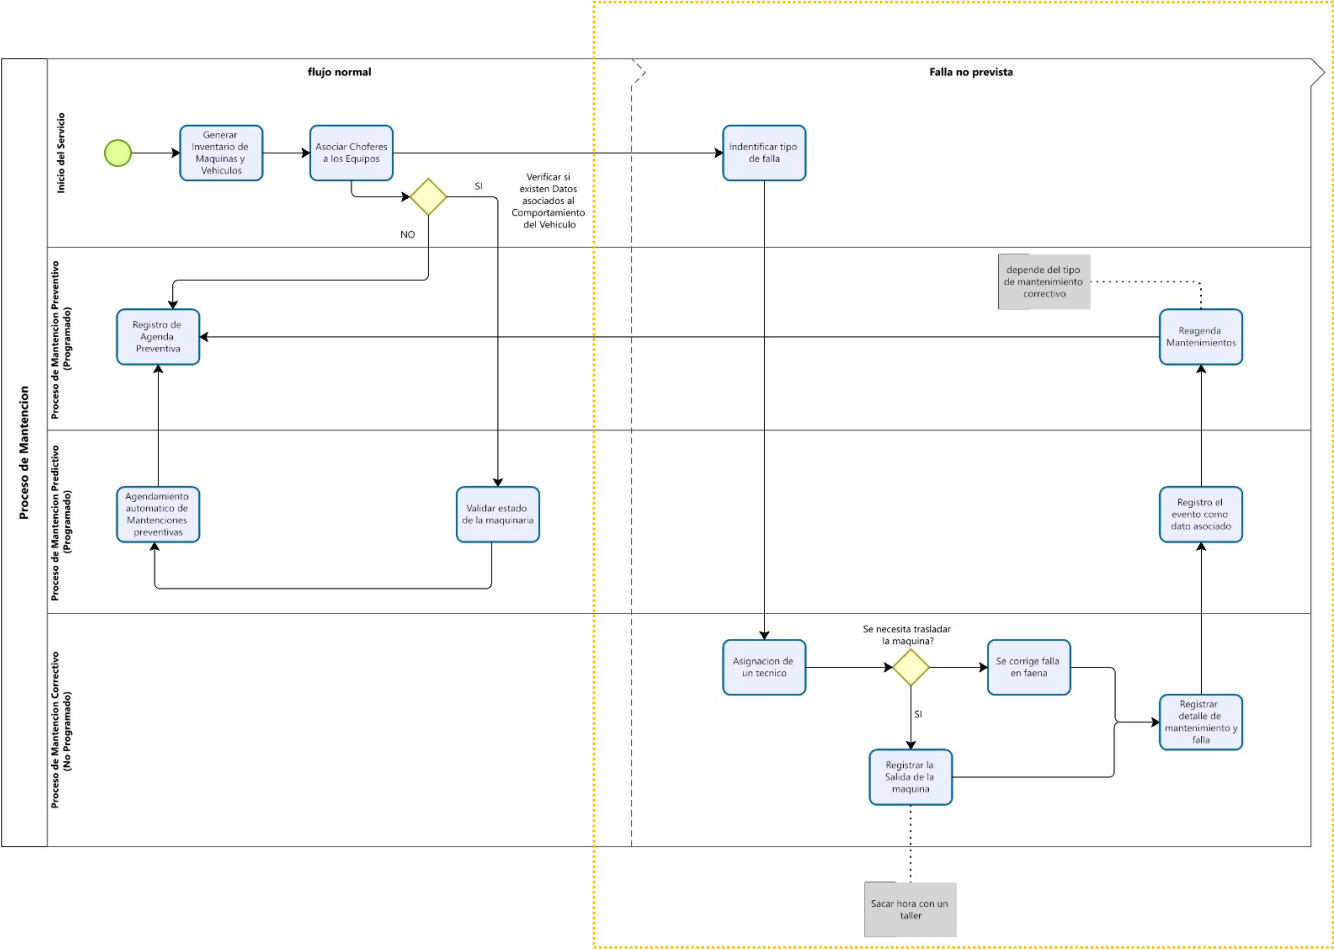 flujo normal
Falla no prevista
Proceso de Mantencion
Inicio del Servicio
Generar
Inventario de
Maquinas y
Vehiculos
Asociar Choferes
a los Equipos
SI
NO
Verificar si
existen Datos
asociados al
Comportamiento
del Vehiculo
Indentificar tipo
de falla
Proceso de Mantencion Preventivo
(Programado)
Registro de
Agenda
Preventiva
depende del tipo
de mantenimiento
correctivo
Reagenda
Mantenimientos
Proceso de Mantencion Predictivo
(Programado)
Agendamiento
automatico de
Mantenciones
preventivas
Validar estado
de la maquinaria
Registro el
evento como
dato asociado
Proceso de Mantencion Correctivo
(No Programado)
Asignacion de
un tecnico
Se necesita trasladar
la maquina?
SI
Se corrige falla
en faena
Registrar la
Salida de la
maquina
Registrar
detalle de
mantenimiento y
falla
Sacar hora con un
taller